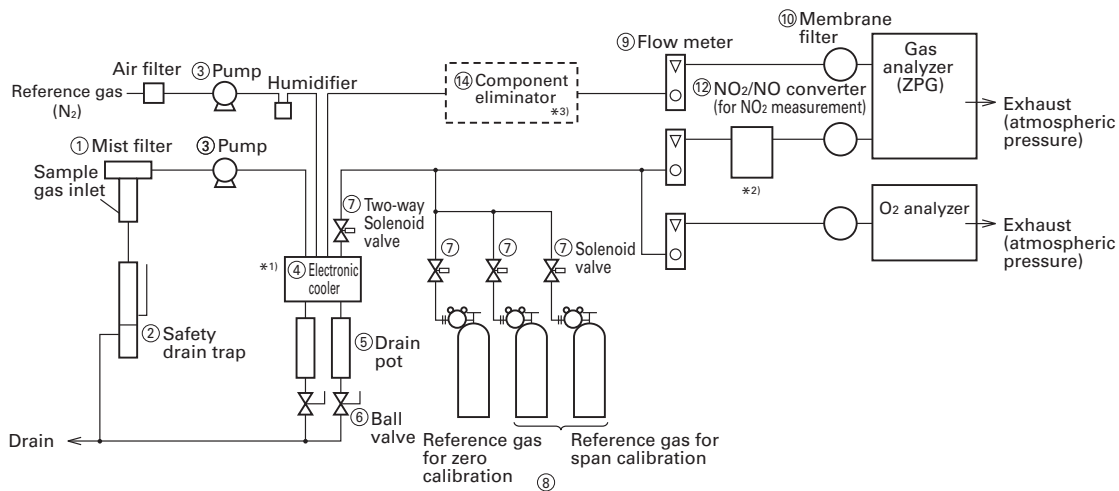 ⑩Membrane
filter
⑨Flow meter
Gas
analyzer
(ZPG)
③Pump
Air filter
Humidifier
⑭Component
eliminator
*3)
⑫NO2/NO converter
(for NO2 measurement)
Reference gas
(N2)
Exhaust
(atmospheric
pressure)
①Mist filter
③Pump
Sample
gas inlet
*2)
⑦Two-way
Solenoid
valve
O2 analyzer
⑦
⑦
⑦Solenoid
valve
Exhaust
(atmospheric
pressure)
*1)
④Electronic
cooler
②Safety
drain trap
⑤Drain
pot
⑥Ball
valve
Drain
Reference gas
for zero
calibration
Reference gas for
span calibration
⑧